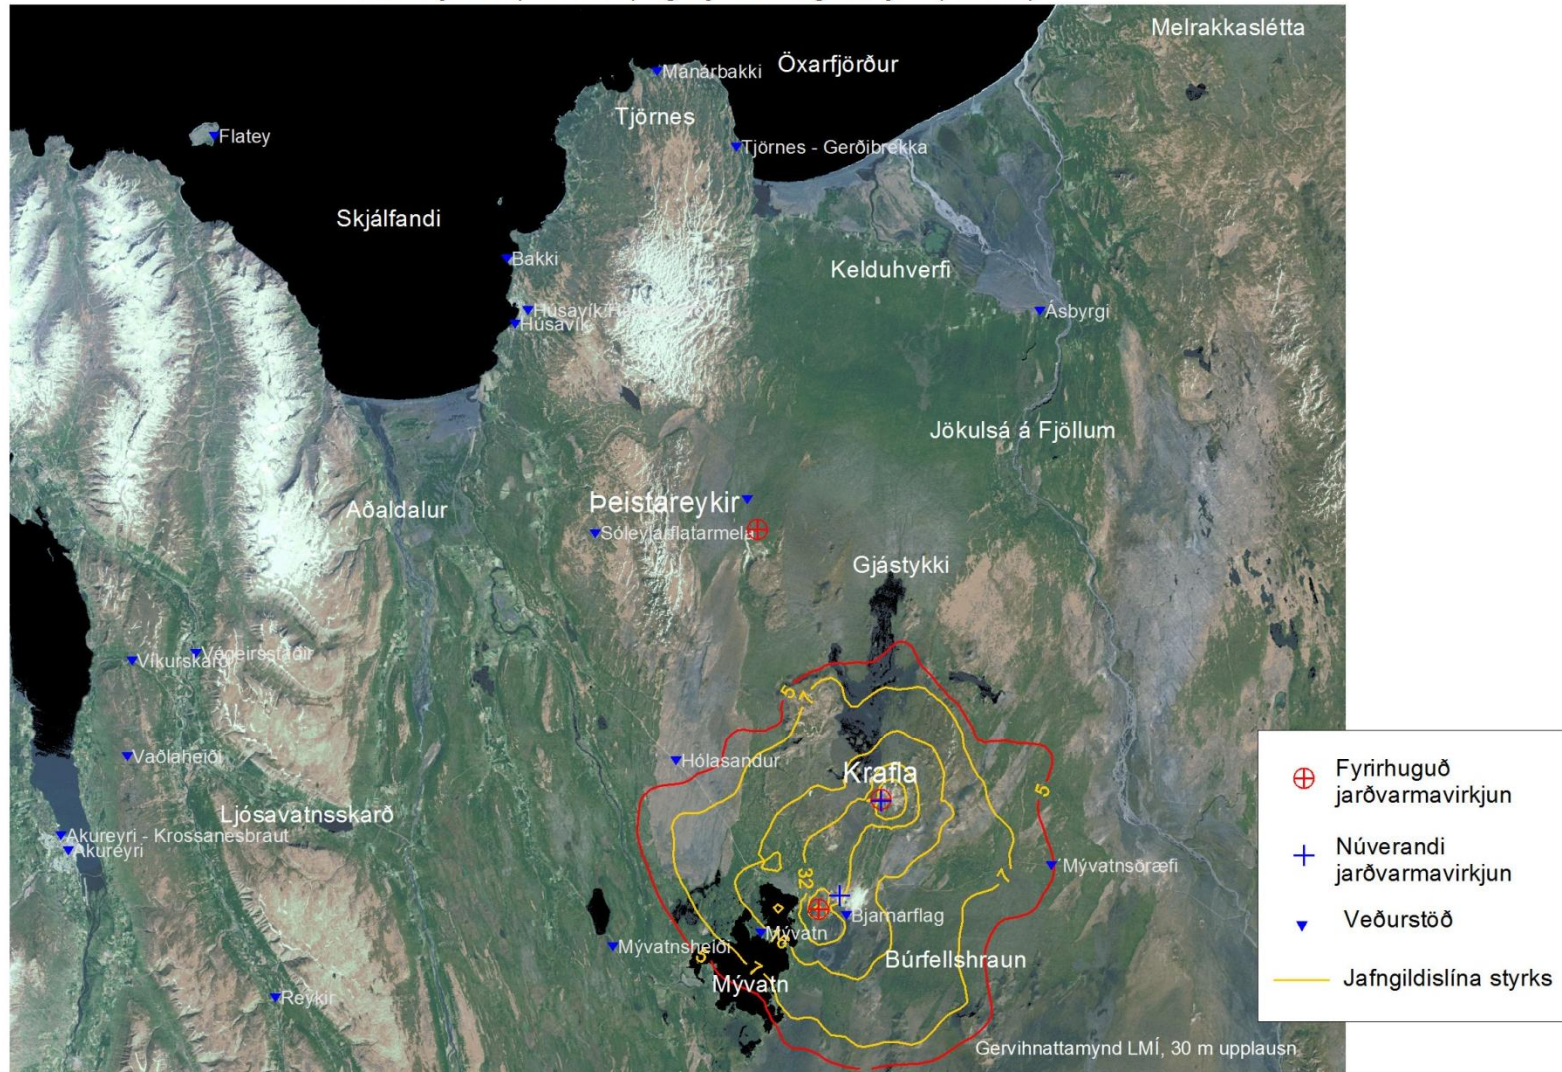 Melrakkaslétta
Öxarfjörður
Mánárbakki
Tjörnes
Flatey
Tjörnes - Gerðibrekka
Skjálfandi
Bakki
Kelduhverfi
Húsavík
Ásbyrgi
Jökulsá á Fjöllum
Þeistareykir
Aðaldalur
Gjástykki
Víkurskarð
5
7
Vaðlaheiði
Hólasandur
Krafla
5
Ljósavatnsskarð
Akureyri - Krossanesbraut
Akureyri
Mývatnsöræfi
32
7
Bjarnarflag
Mývatn
Mývatnsheiði
Búrfellshraun
5
7
Mývatn
Reykir
Gervihnattamynd LMÍ, 30 m upplausn
Fyrirhuguð
jarðvarmavirkjun
Núverandi
jarðvarmavirkjun
Veðurstöð
Jafngildislína styrks